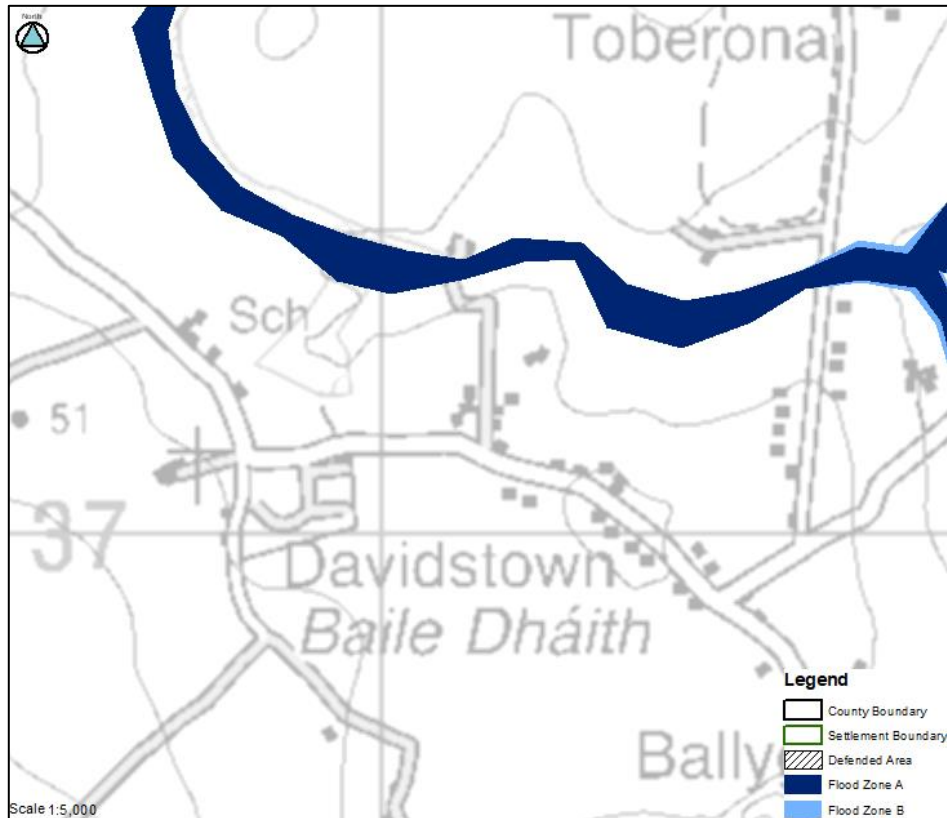 North
Toberona
Sch
51
37
Davidstown
Baile Dháith
Bally
Legend
County Boundary
Settlement Boundary
Defended Area
Flood Zone A
Flood Zone B
Scale 1:5,000